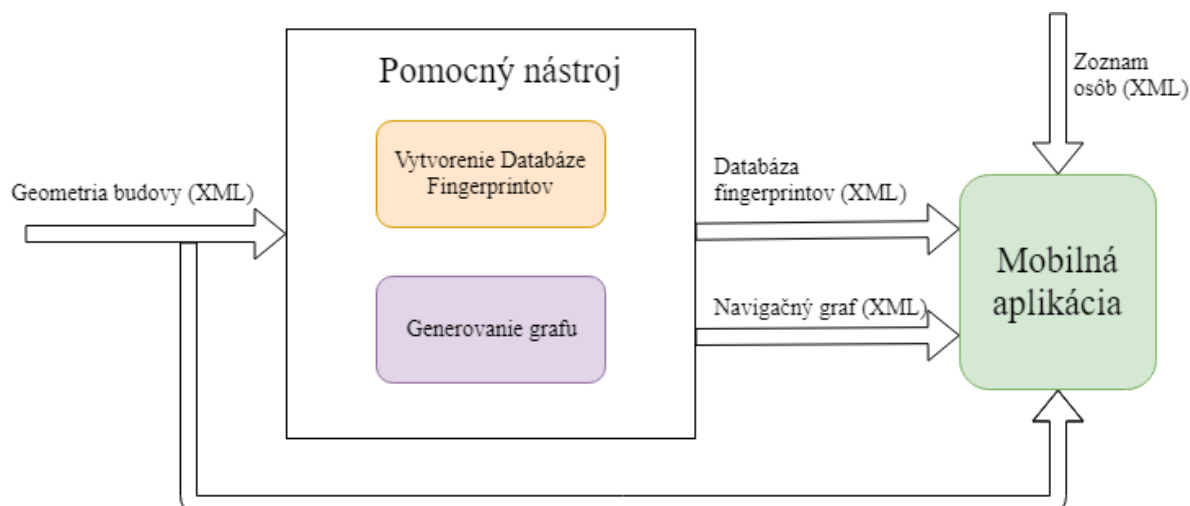 Pomocný nástroj
Vytvorenie Databáze
Fingerprintov
Generovanie grafu
Geometria budovy (XML)
Databáza
fingerprintov (XML)
Navigačný graf (XML)
Zoznam
osôb (XML)
Mobilná
aplikácia